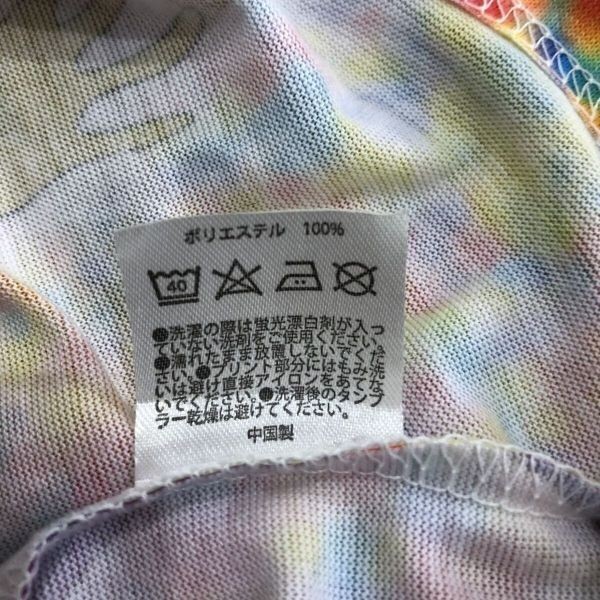 ポリエステル 100%
40
●洗濯の際は蛍光漂白剤が入っ
ていない洗剤をご使用ください。
●濡れたまま放置しないでくだ
さい。●プリント部分にはもみ洗
いは避け直接アイロンをあてな
いでください。●洗濯後のタンブ
ラー乾燥は避けてください。
中国製